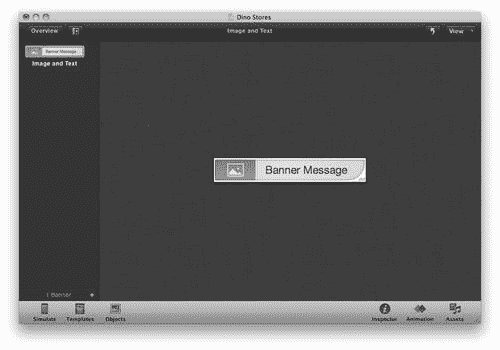 Dino Stores
Overview
Image and Text
View
Banner Message
Image and Text
Banner Message
1 Banner
Simulate
Templates
Objects
Inspector
Animation
Assets